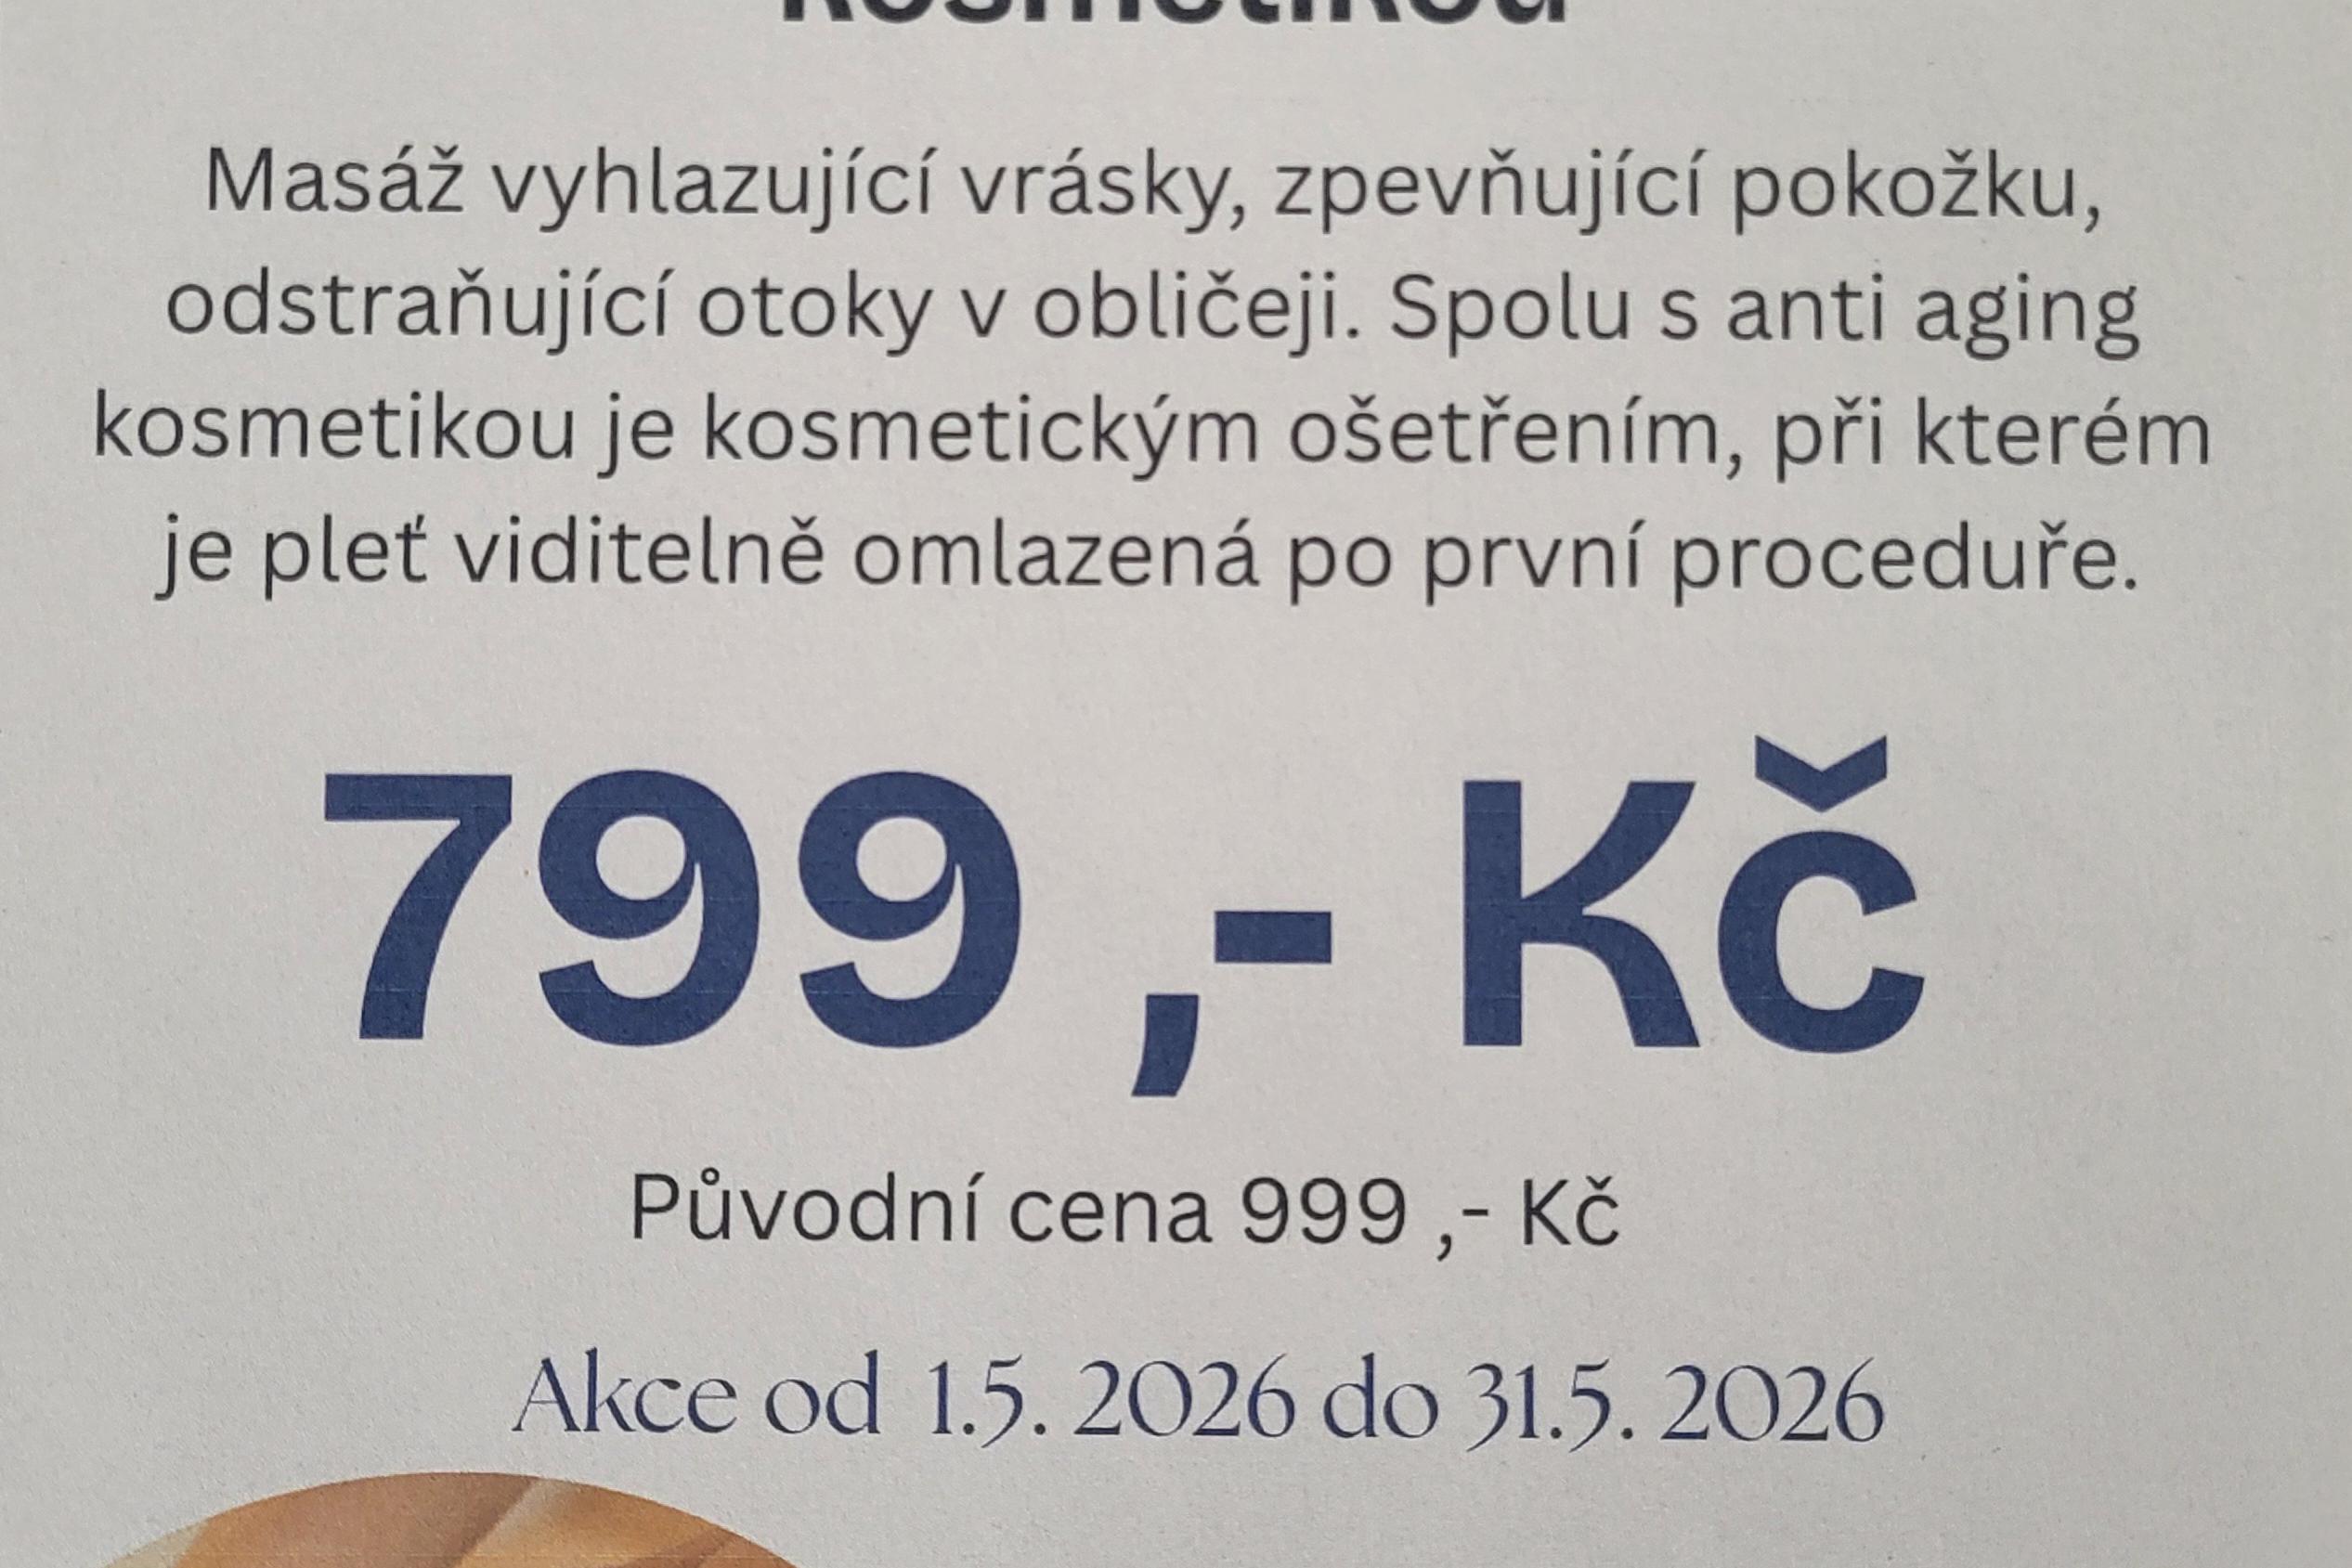 kosmetikou
Masáž vyhlazující vrásky, zpevňující pokožku,
odstraňující otoky v obličeji. Spolu s anti aging
kosmetikou je kosmetickým ošetřením, při kterém
je pleť viditelně omlazená po první proceduře.
799 ,- Kč
Původní cena 999 ,- Kč
Akce od 1.5. 2026 do 31.5. 2026